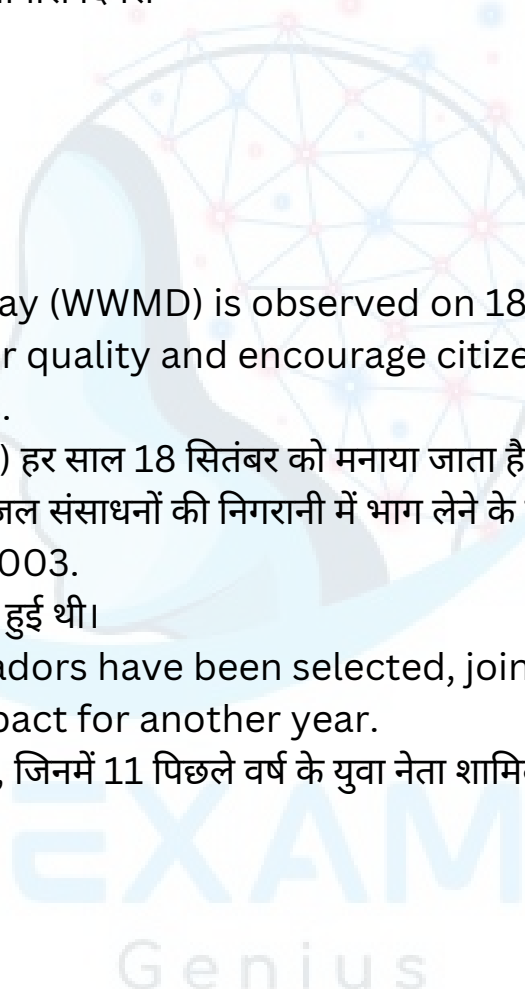 ay (WWMD) is observed on 18
r quality and encourage citize
.
) हर साल 18 सितंबर को मनाया जाता है
जल संसाधनों की निगरानी में भाग लेने के
003.
हुई थी।
adors have been selected, join
pact for another year.
, जिनमें 11 पिछले वर्ष के युवा नेता शामि
EXAM
Genius